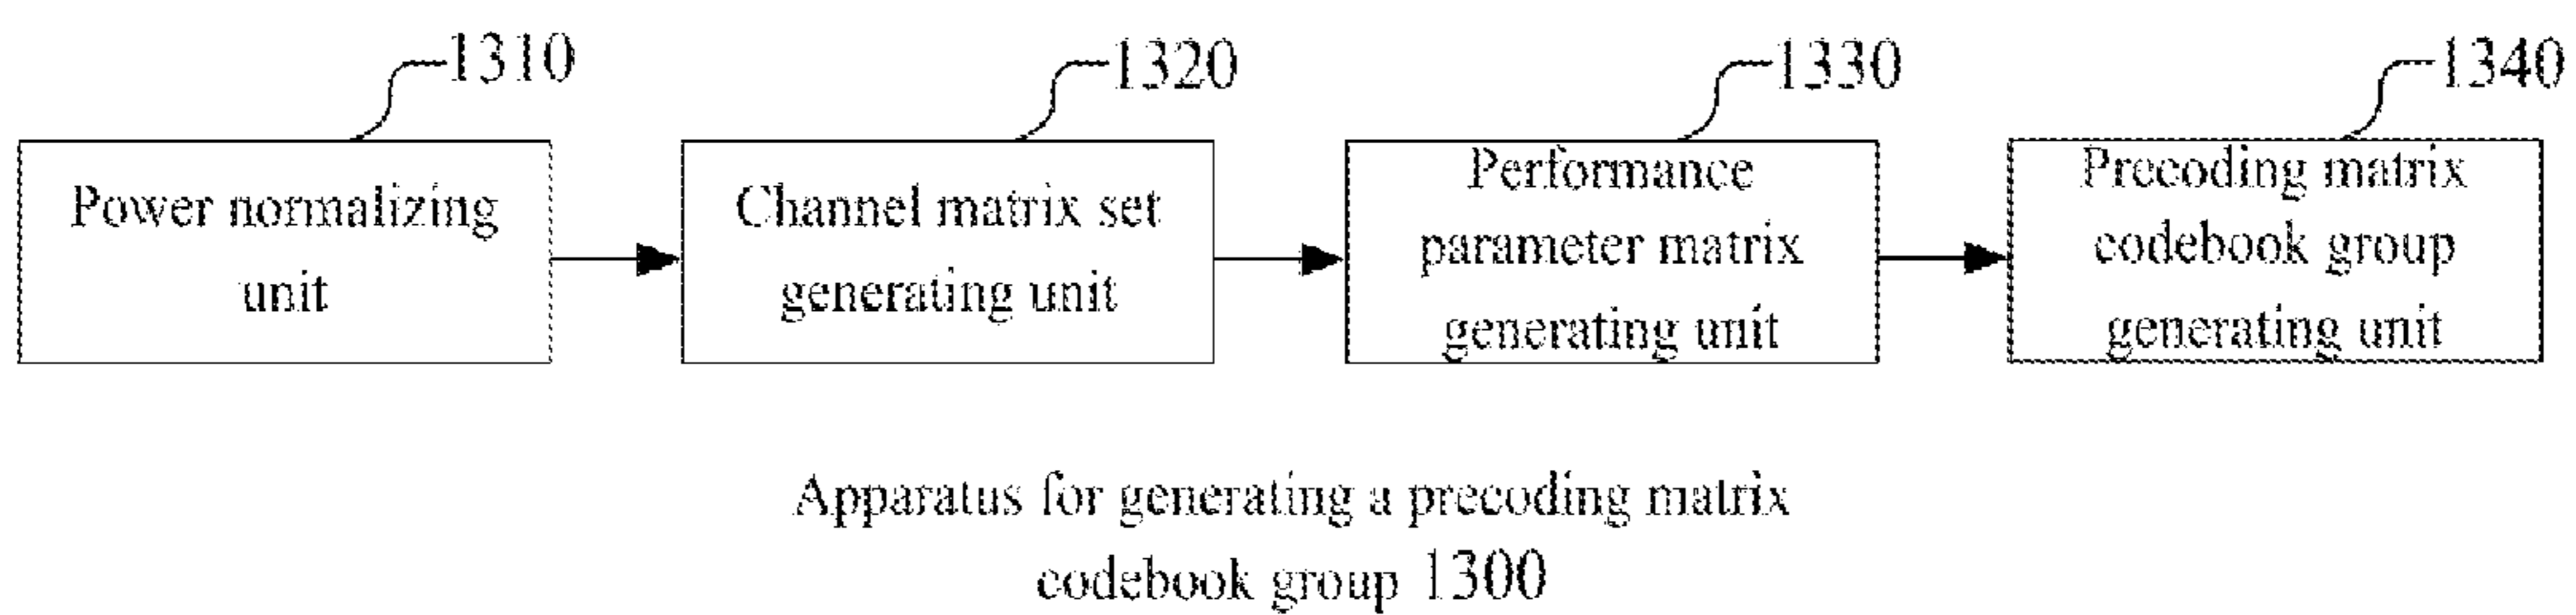 1310
1320
1330
1340
Power normalizing
unit
Channel matrix set
generating unit
Performance
parameter matrix
generating unit
Precoding matrix
codebook group
generating unit
Apparatus for generating a precoding matrix
codebook group 1300